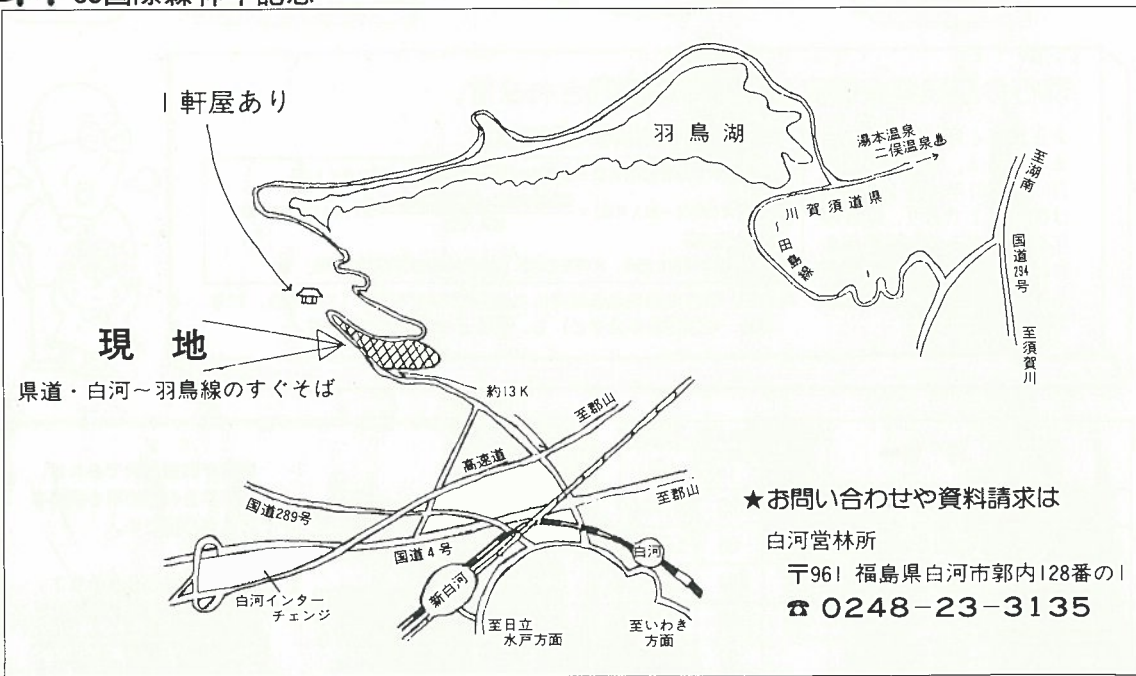 1軒屋あり
羽鳥湖
湯本温泉
二俣温泉
至湖南
川賀須道県
〜田島線
国道294号
至須賀川
現地
県道・白河〜羽鳥線のすぐそば
約13K
至郡山
高速道
至郡山
国道289号
国道4号
白河
新白河
白河インター
チェンジ
至日立
水戸方面
至いわき
方面
★お問い合わせや資料請求は
白河営林所
〒961 福島県白河市郭内128番の1
☎ 0248-23-3135